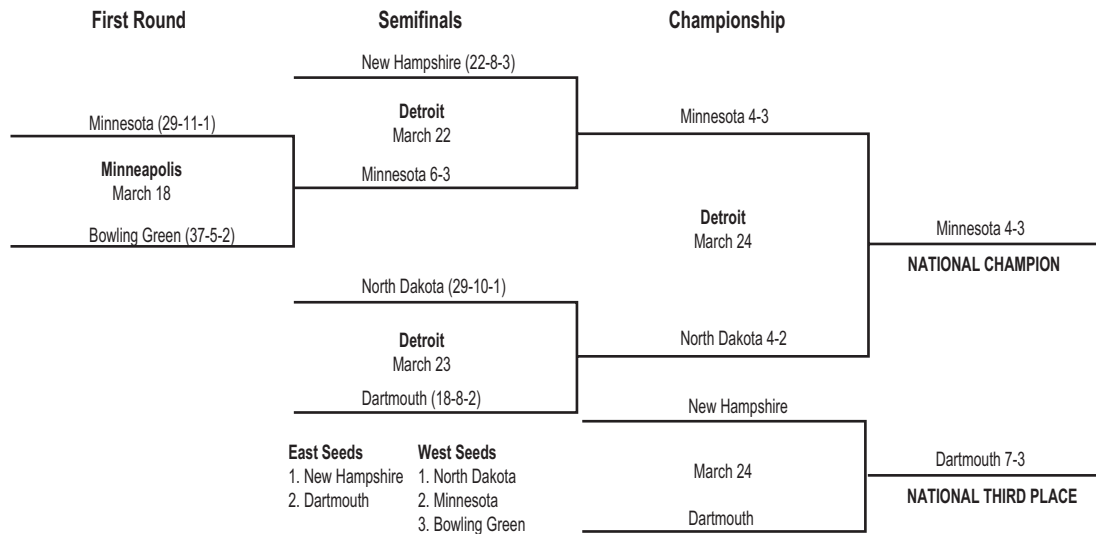 First Round
Semifinals
Championship
New Hampshire (22-8-3)
Detroit
March 22
Minnesota 4-3
Minnesota (29-11-1)
Minneapolis
March 18
Minnesota 6-3
Bowling Green (37-5-2)
Detroit
March 24
Minnesota 4-3
NATIONAL CHAMPION
North Dakota (29-10-1)
Detroit
March 23
North Dakota 4-2
Dartmouth (18-8-2)
New Hampshire
East Seeds
1. New Hampshire
2. Dartmouth
West Seeds
1. North Dakota
2. Minnesota
3. Bowling Green
March 24
Dartmouth 7-3
NATIONAL THIRD PLACE
Dartmouth